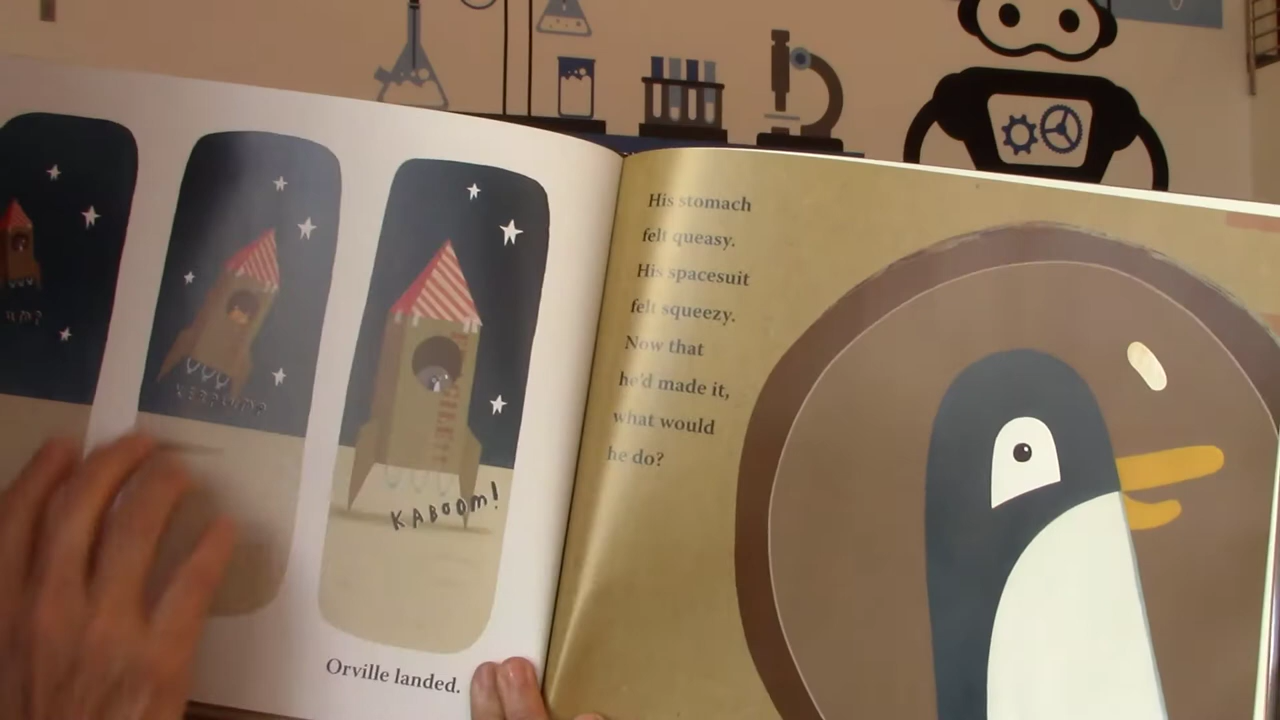 KABOOM!
Orville landed.
His stomach
felt queasy.
His spacesuit
felt squeezy.
Now that
he'd made it,
what would
he do?